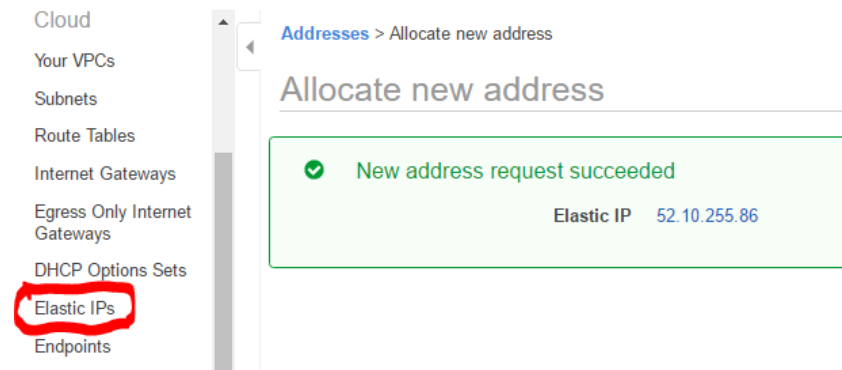 Cloud
Your VPCs
Subnets
Route Tables
Internet Gateways
Egress Only Internet
Gateways
DHCP Options Sets
Elastic IPs
Endpoints
Addresses > Allocate new address
Allocate new address
New address request succeeded
Elastic IP 52.10.255.86